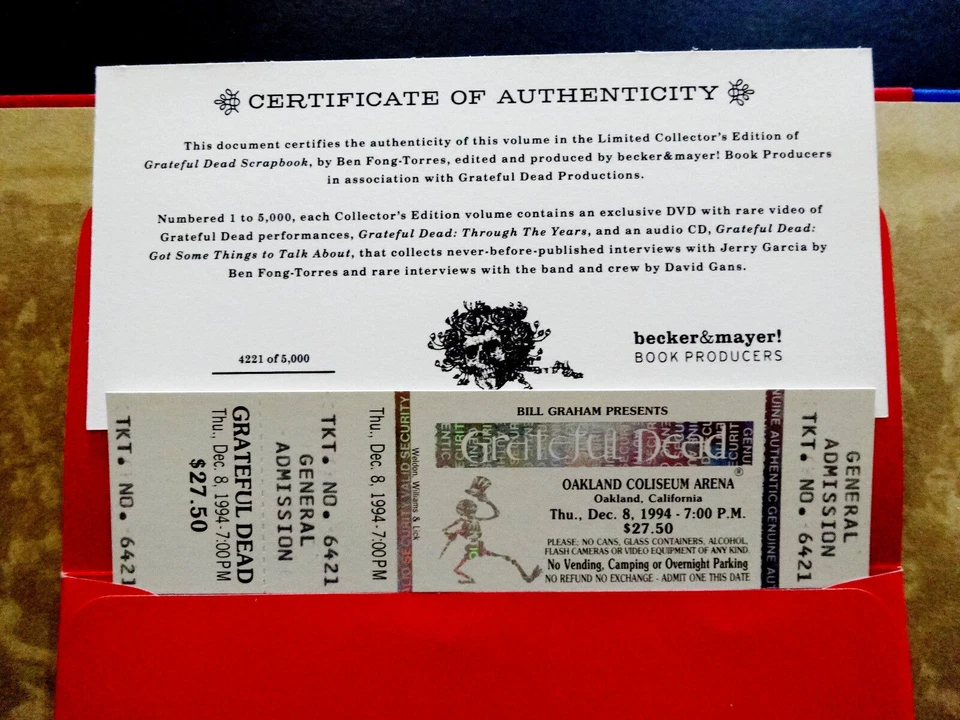 CERTIFICATE OF AUTHENTICITY
This document certifies the authenticity of this volume in the Limited Collector's Edition of
Grateful Dead Scrapbook, by Ben Fong-Torres, edited and produced by becker&mayer! Book Producers
in association with Grateful Dead Productions.
Numbered 1 to 5,000, each Collector's Edition volume contains an exclusive DVD with rare video of
Grateful Dead performances, Grateful Dead: Through The Years, and an audio CD, Grateful Dead:
Got Some Things to Talk About, that collects never-before-published interviews with Jerry Garcia by
Ben Fong-Torres and rare interviews with the band and crew by David Gans.
4221 of 5,000
becker&mayer!
BOOK PRODUCERS
TKT. NO. 6421
GRATEFUL DEAD
Thu., Dec. 8, 1994-7:00PM
$27.50
TKT. NO. 6421
GENERAL
ADMISSION
Thu., Dec. 8, 1994-7:00PM
Weldon, Williams & Lick
VALID SECURITY
BILL GRAHAM PRESENTS
Grateful Dead®
OAKLAND COLISEUM ARENA
Oakland, California
Thu., Dec. 8, 1994 - 7:00 P.M.
$27.50
PLEASE: NO CANS, GLASS CONTAINERS, ALCOHOL,
FLASH CAMERAS OR VIDEO EQUIPMENT OF ANY KIND
No Vending, Camping or Overnight Parking
NO REFUND NO EXCHANGE - ADMIT ONE THIS DATE
GENUINE AUTHENTIC GENUINE
GENERAL
ADMISSION
TKT. NO. 6421